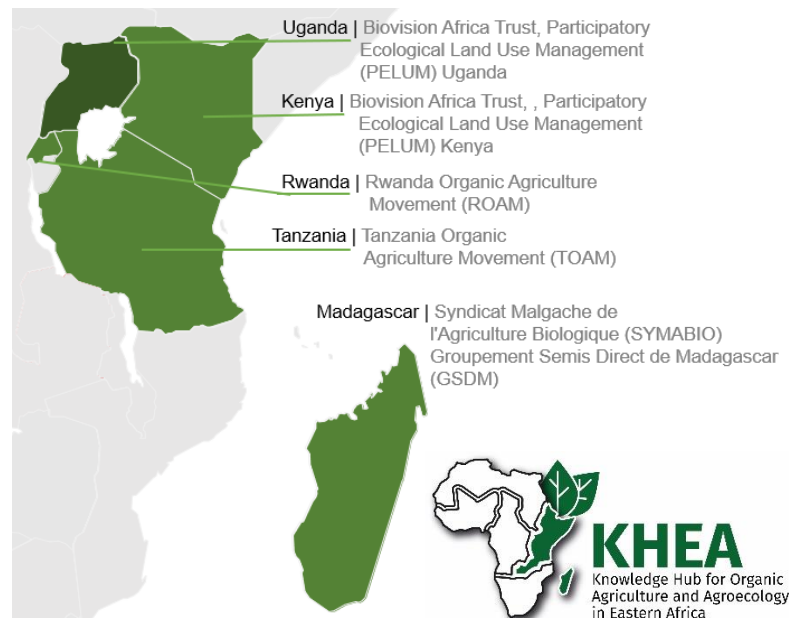 Uganda | Biovision Africa Trust, Participatory
Ecological Land Use Management
(PELUM) Uganda
Kenya | Biovision Africa Trust, , Participatory
Ecological Land Use Management
(PELUM) Kenya
Rwanda | Rwanda Organic Agriculture
Movement (ROAM)
Tanzania | Tanzania Organic
Agriculture Movement (TOAM)
Madagascar | Syndicat Malgache de
l'Agriculture Biologique (SYMABIO)
Groupement Semis Direct de Madagascar
(GSDM)
KHEA
Knowledge Hub for Organic
Agriculture and Agroecology
in Eastern Africa